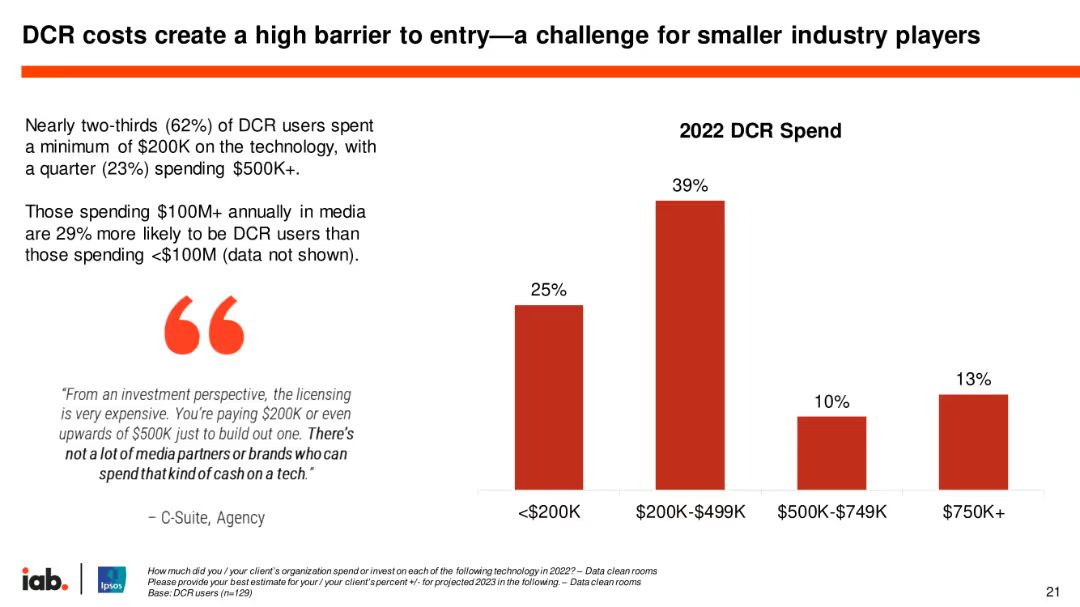 DCR costs create a high barrier to entry—a challenge for smaller industry players
Nearly two-thirds (62%) of DCR users spent
a minimum of $200K on the technology, with
a quarter (23%) spending $500K+.
Those spending $100M+ annually in media
are 29% more likely to be DCR users than
those spending <$100M (data not shown).
“From an investment perspective, the licensing
is very expensive. You’re paying $200K or even
upwards of $500K just to build out one. There’s
not a lot of media partners or brands who can
spend that kind of cash on a tech.”
– C-Suite, Agency
2022 DCR Spend
39%
25%
13%
10%
<$200K $200K-$499K $500K-$749K $750K+
iab.
Ipsos
How much did you / your client’s organization spend or invest on each of the following technology in 2022? – Data clean rooms
Please provide your best estimate for your / your client’s percent +/- for projected 2023 in the following. – Data clean rooms
Base: DCR users (n=129)
21